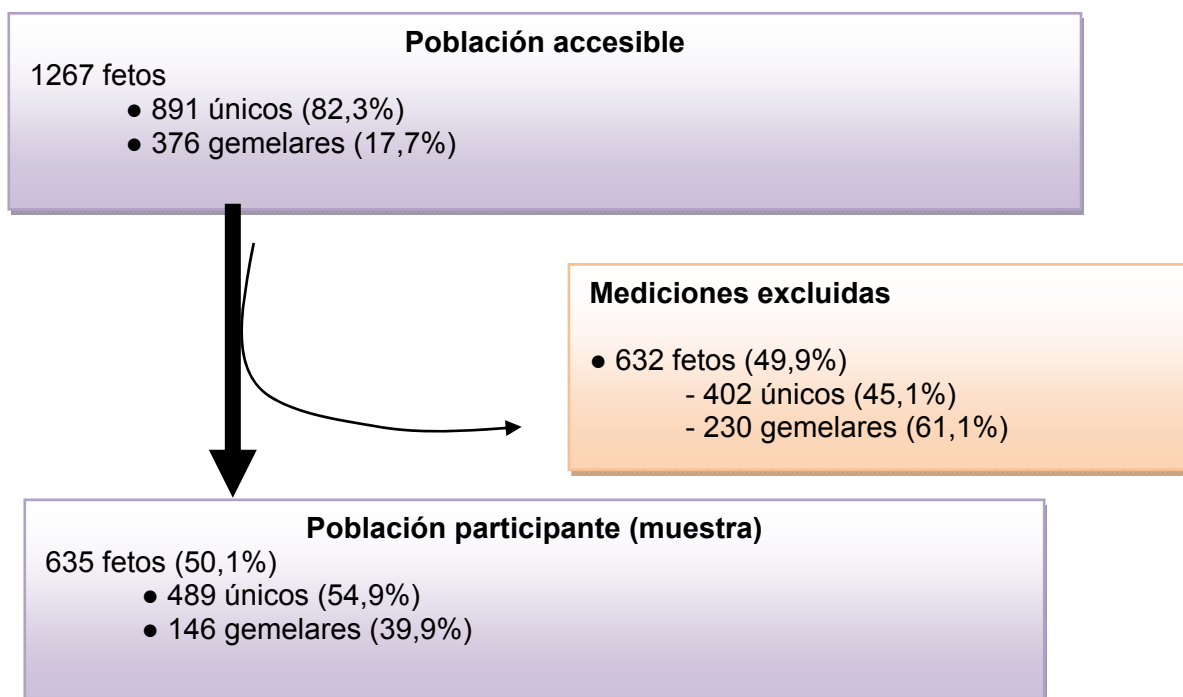 Población accesible
1267 fetos
● 891 únicos (82,3%)
● 376 gemelares (17,7%)
Mediciones excluidas
● 632 fetos (49,9%)
- 402 únicos (45,1%)
- 230 gemelares (61,1%)
Población participante (muestra)
635 fetos (50,1%)
● 489 únicos (54,9%)
● 146 gemelares (39,9%)